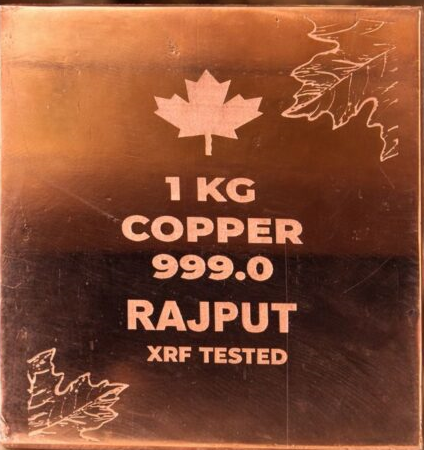 1 KG
COPPER
999.0
RAJPUT
XRF TESTED